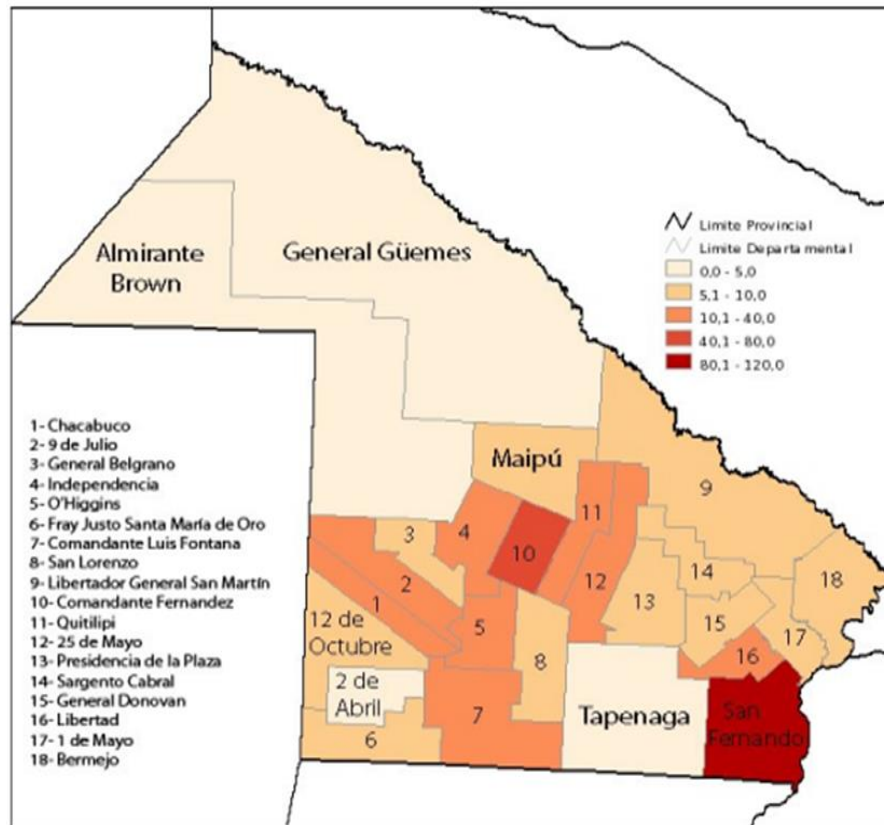 Almirante
Brown
General Güemes
Limite Provincial
Limite Departamental
0,0 - 5,0
5,1 - 10,0
10,1 - 40,0
40,1 - 80,0
80,1 - 120,0
1- Chacabuco
2- 9 de Julio
3- General Belgrano
4- Independencia
5- O'Higgins
6- Fray Justo Santa María de Oro
7- Comandante Luis Fontana
8- San Lorenzo
9- Libertador General San Martín
10- Comandante Fernandez
11- Quitilipi
12- 25 de Mayo
13- Presidencia de la Plaza
14- Sargento Cabral
15- General Donovan
16- Libertad
17- 1 de Mayo
18- Bermejo
Maipú
9
11
3
4
10
14
18
2
12
13
1
12 de
Octubre
5
15
17
8
16
2 de
Abril
7
Tapenaga
San
Fernando
6